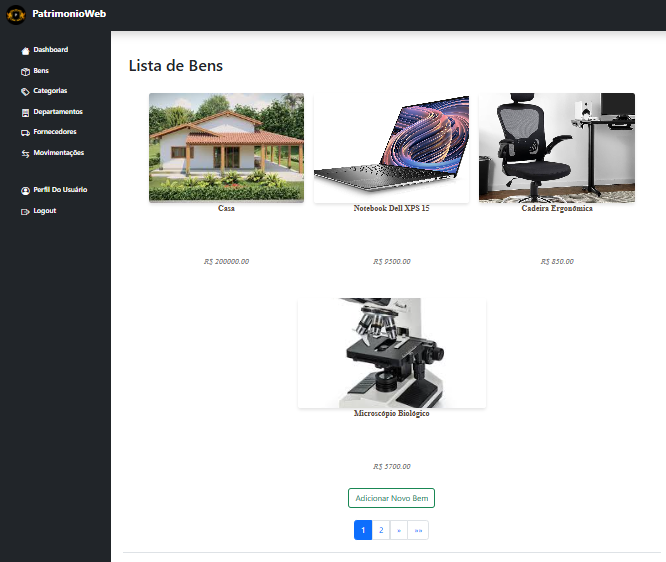 PatrimonioWeb
Dashboard
Bens
Categorias
Departamentos
Fornecedores
Movimentações
Perfil Do Usuário
Logout
Lista de Bens
Casa
Notebook Dell XPS 15
Cadeira Ergonômica
R$ 200000.00
R$ 9500.00
R$ 850.00
Microscópio Biológico
R$ 5700.00
Adicionar Novo Bem
1 2 » »»